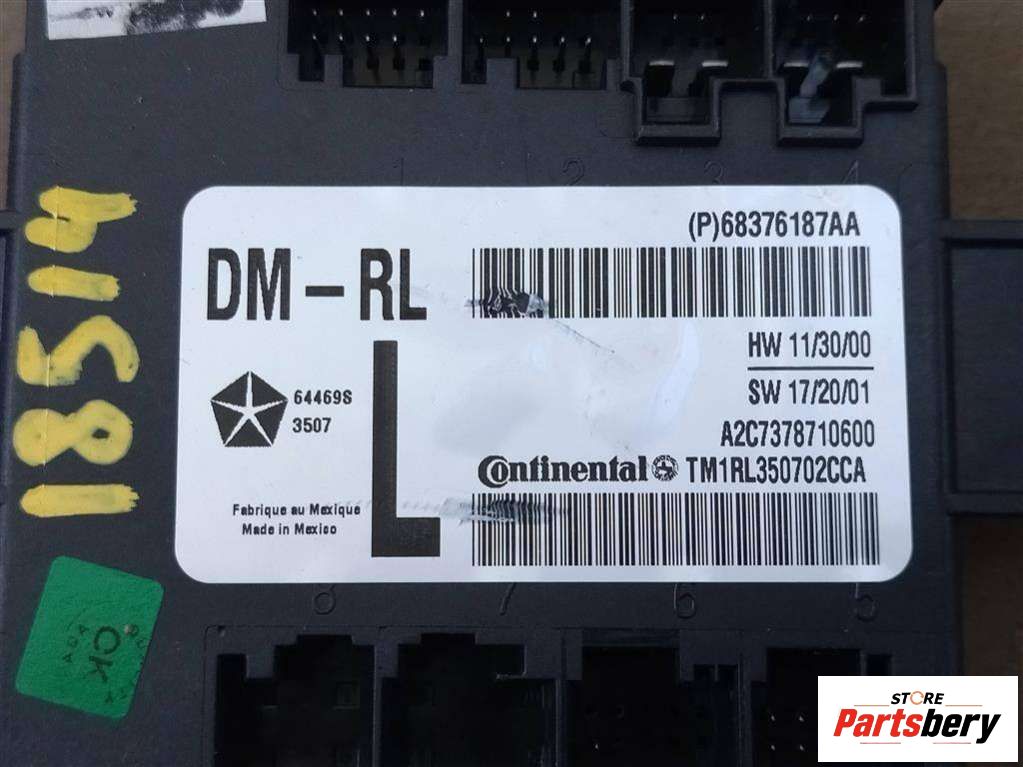 1 2 3 4
(P)68376187AA
DM-RL
HW 11/30/00
SW 17/20/01
64469S
3507
L
A2C7378710600
Continental TM1RL350702CCA
Fabrique au Mexique
Made in Mexico
8 7 6 5
188514
OK
STORE
Partsbery